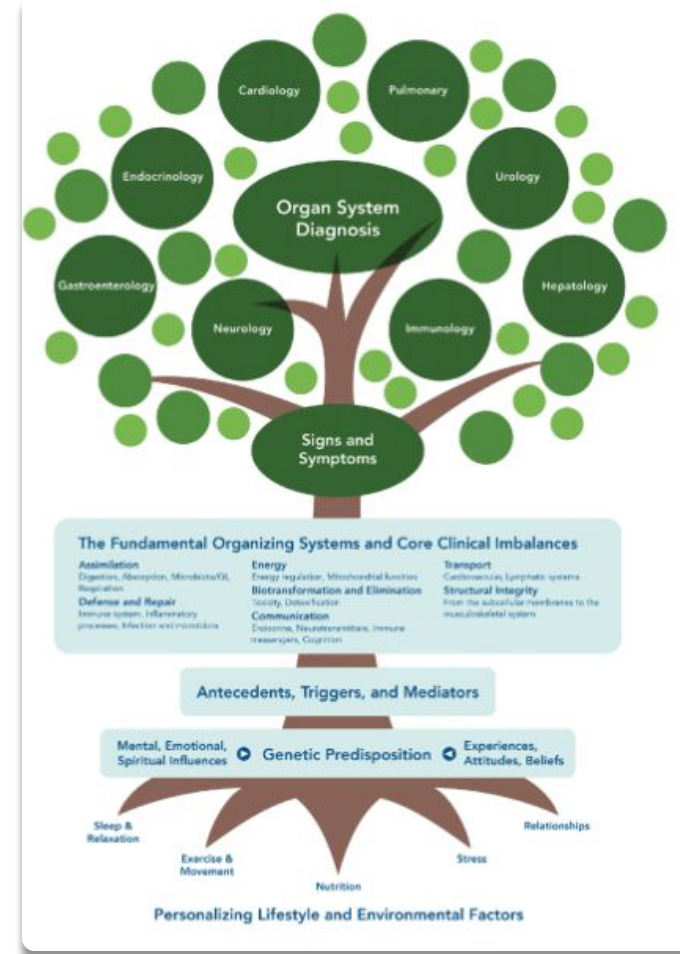 Cardiology
Pulmonary
Endocrinology
Urology
Organ System
Diagnosis
Gastroenterology
Hepatology
Neurology
Immunology
Signs and
Symptoms
The Fundamental Organizing Systems and Core Clinical Imbalances
Assimilation
Digestion, Absorption, Microbiota/GI,
Respiration
Defense and Repair
Immune system, Inflammatory
processes, Infection and microbiota
Energy
Energy regulation, Mitochondrial function
Biotransformation and Elimination
Toxicity, Detoxification
Communication
Endocrine, Neurotransmitters, Immune
messengers, Cognition
Transport
Cardiovascular, Lymphatic systems
Structural Integrity
From the subcellular membranes to the
musculoskeletal system
Antecedents, Triggers, and Mediators
Mental, Emotional,
Spiritual Influences
Genetic Predisposition
Experiences,
Attitudes, Beliefs
Sleep &
Relaxation
Exercise &
Movement
Nutrition
Stress
Relationships
Personalizing Lifestyle and Environmental Factors